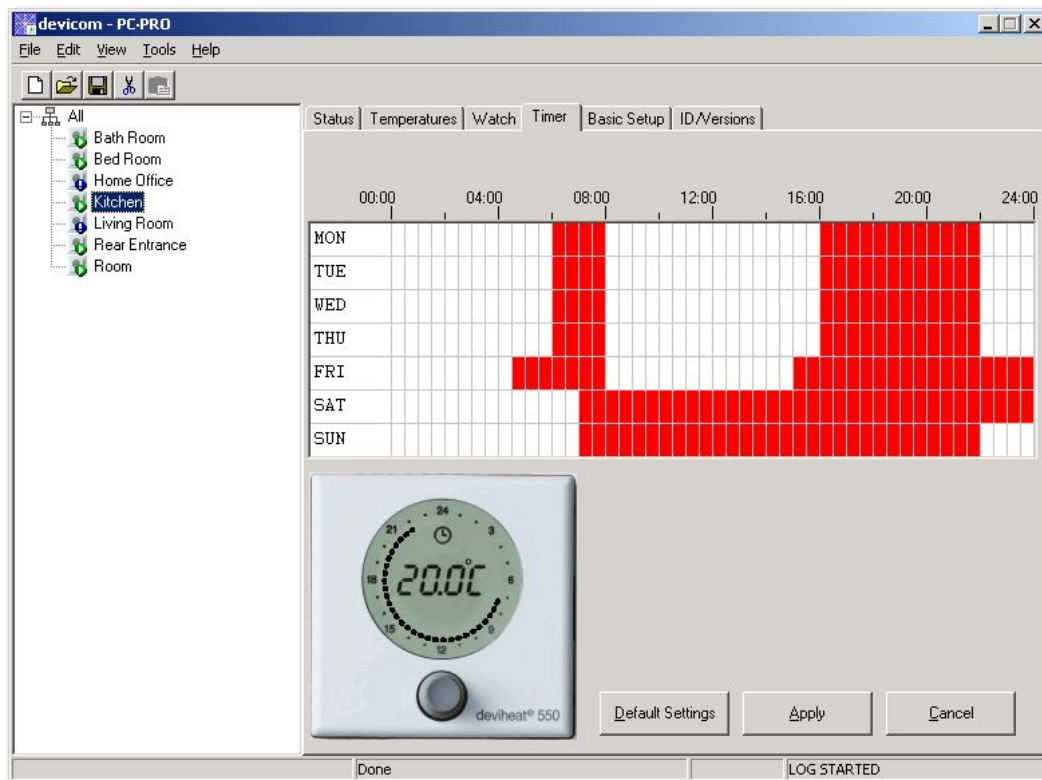 devicom - PC-PRO
File Edit View Tools Help
All
Bath Room
Bed Room
Home Office
Kitchen
Living Room
Rear Entrance
Room
Status Temperatures Watch Timer Basic Setup ID/Versions
00:00 04:00 08:00 12:00 16:00 20:00 24:00
MON
TUE
WED
THU
FRI
SAT
SUN
24
21 3
20.0°C
18 6
15 9
12
deviheat® 550
Default Settings Apply Cancel
Done LOG STARTED